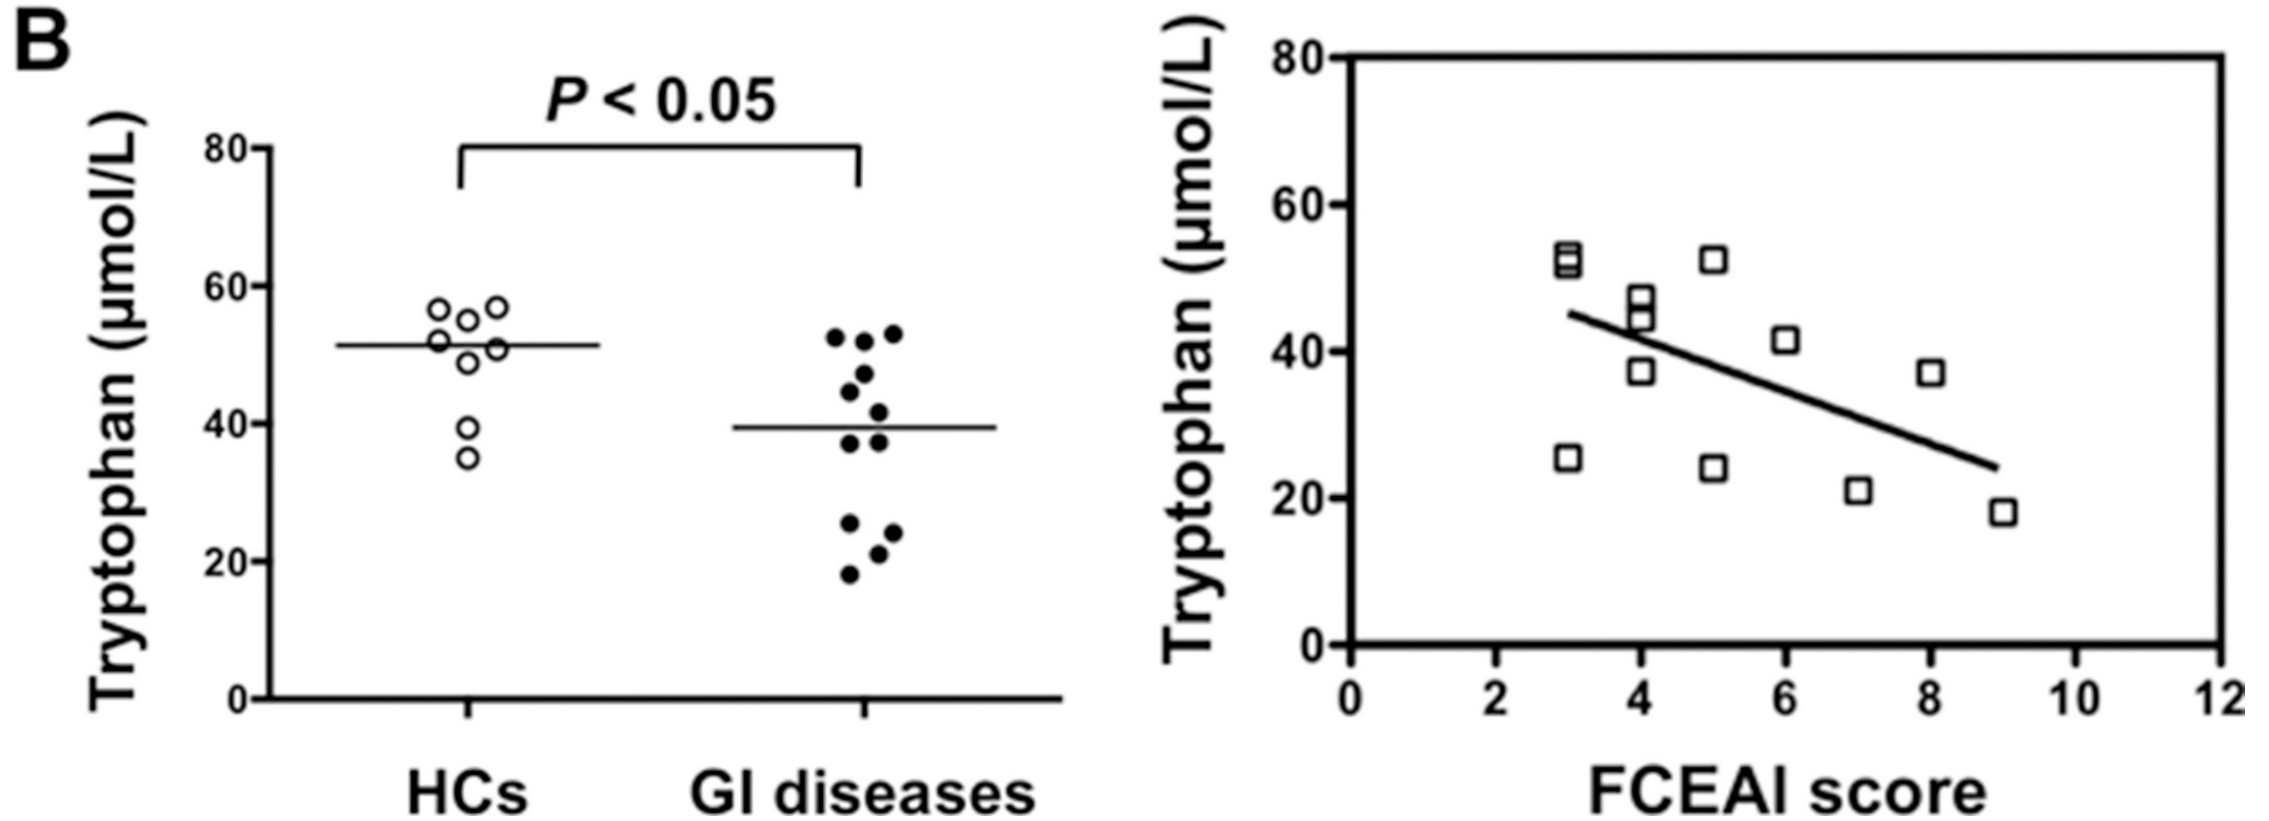 B
P < 0.05
Tryptophan (μmol/L)
80
60
40
20
0
HCs
GI diseases
Tryptophan (μmol/L)
80
60
40
20
0
0 2 4 6 8 10 12
FCEAI score